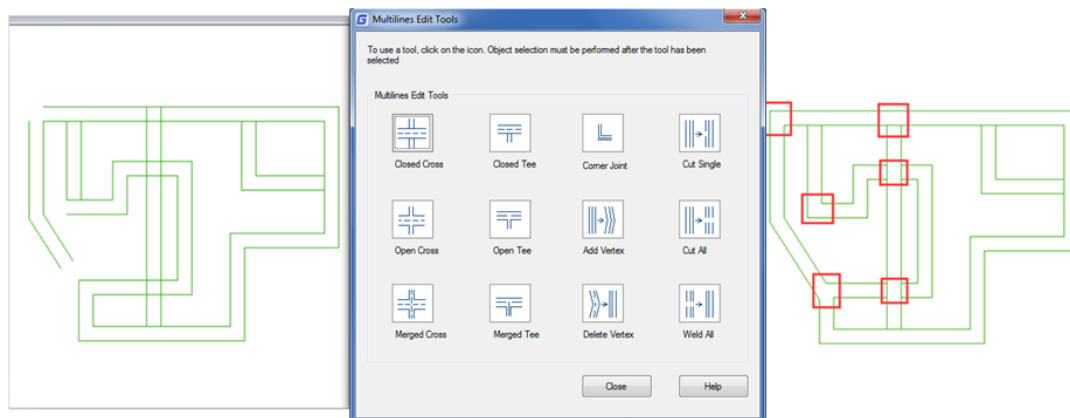 Multilines Edit Tools
To use a tool, click on the icon. Object selection must be performed after the tool has been
selected
Multilines Edit Tools
Closed Cross
Closed Tee
Corner Joint
Cut Single
Open Cross
Open Tee
Add Vertex
Cut All
Merged Cross
Merged Tee
Delete Vertex
Weld All
Close
Help